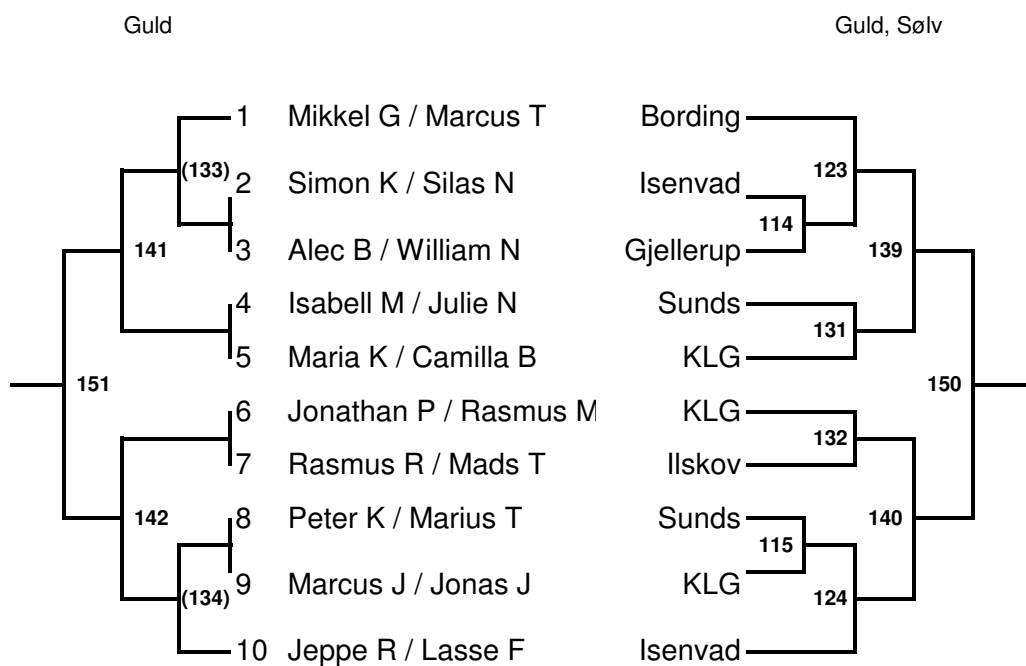 Guld Guld, Sølv
1 Mikkel G / Marcus T Bording
(133) 123
2 Simon K / Silas N Isenvad
114
141 3 Alec B / William N Gjellerup 139
4 Isabell M / Julie N Sunds
131
5 Maria K / Camilla B KLG
151 150
6 Jonathan P / Rasmus M KLG
132
7 Rasmus R / Mads T Ilskov
142 8 Peter K / Marius T Sunds 140
115
9 Marcus J / Jonas J KLG
(134) 124
10 Jeppe R / Lasse F Isenvad